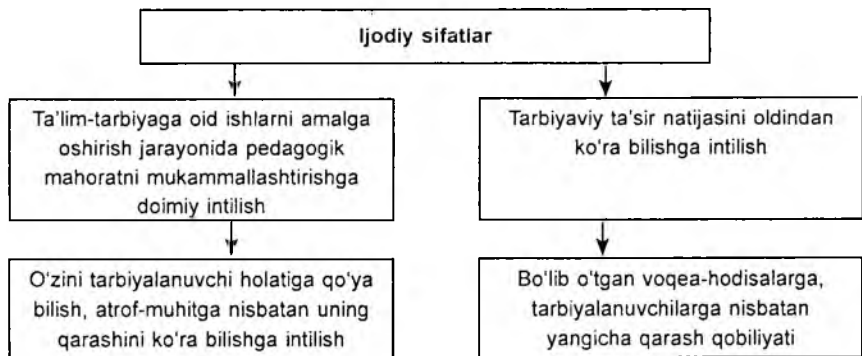 Ijodiy sifatlar
Ta'lim-tarbiyaga oid ishlarni amalga
oshirish jarayonida pedagogik
mahoratni mukammallashtirishga
doimiy intilish
Tarbiyaviy ta'sir natijasini oldindan
ko'ra bilishga intilish
O'zini tarbiyalanuvchi holatiga qo'ya
bilish, atrof-muhitga nisbatan uning
qarashini ko'ra bilishga intilish
Bo'lib o'tgan voqea-hodisalarga,
tarbiyalanuvchilarga nisbatan
yangicha qarash qobiliyati